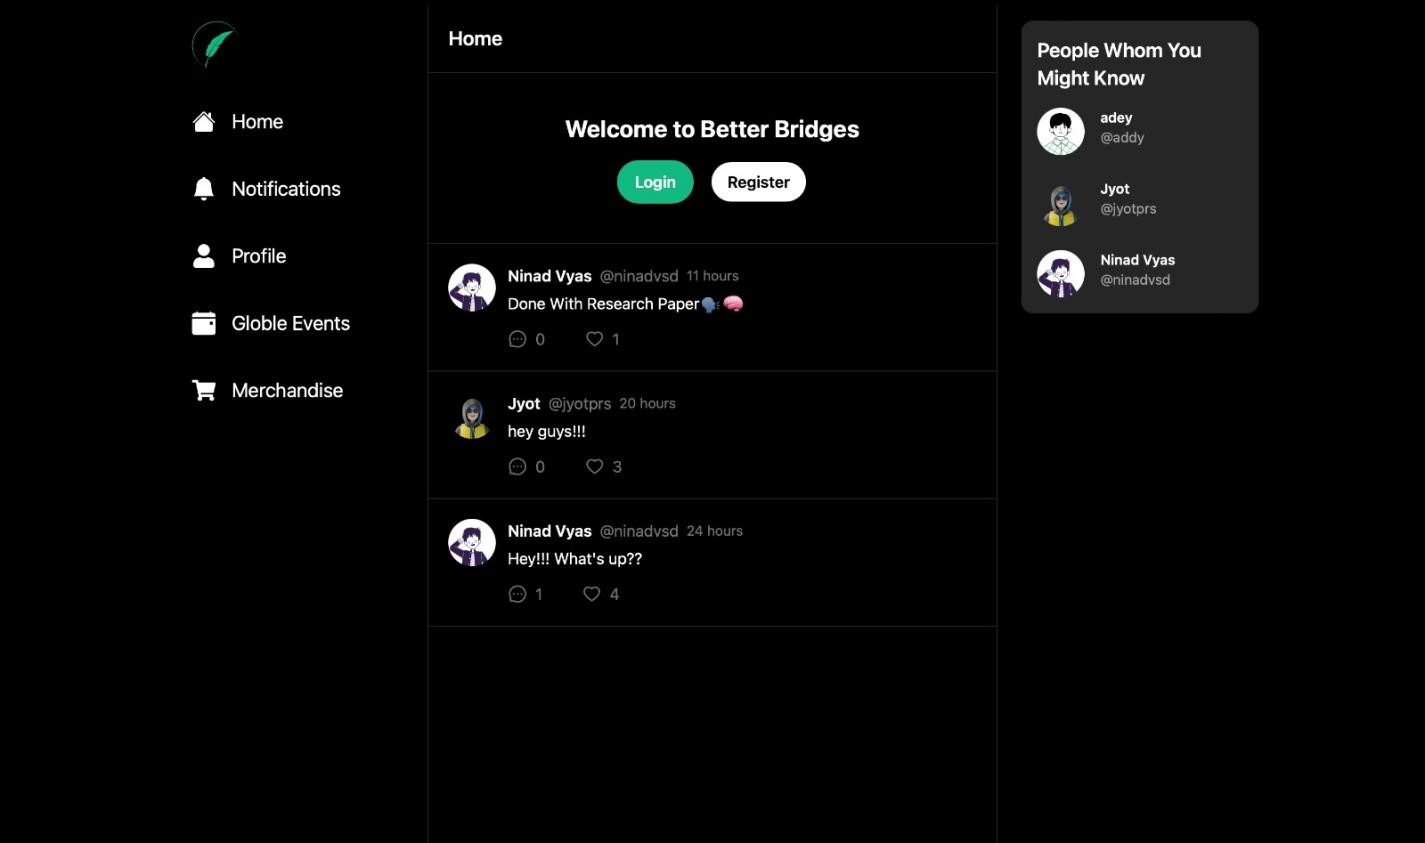 Home
Notifications
Profile
Globle Events
Merchandise
Home
Welcome to Better Bridges
Login Register
Ninad Vyas @ninadvsd 11 hours
Done With Research Paper🗣️🧠
0 1
Jyot @jyotprs 20 hours
hey guys!!!
0 3
Ninad Vyas @ninadvsd 24 hours
Hey!!! What's up??
1 4
People Whom You
Might Know
adey
@addy
Jyot
@jyotprs
Ninad Vyas
@ninadvsd